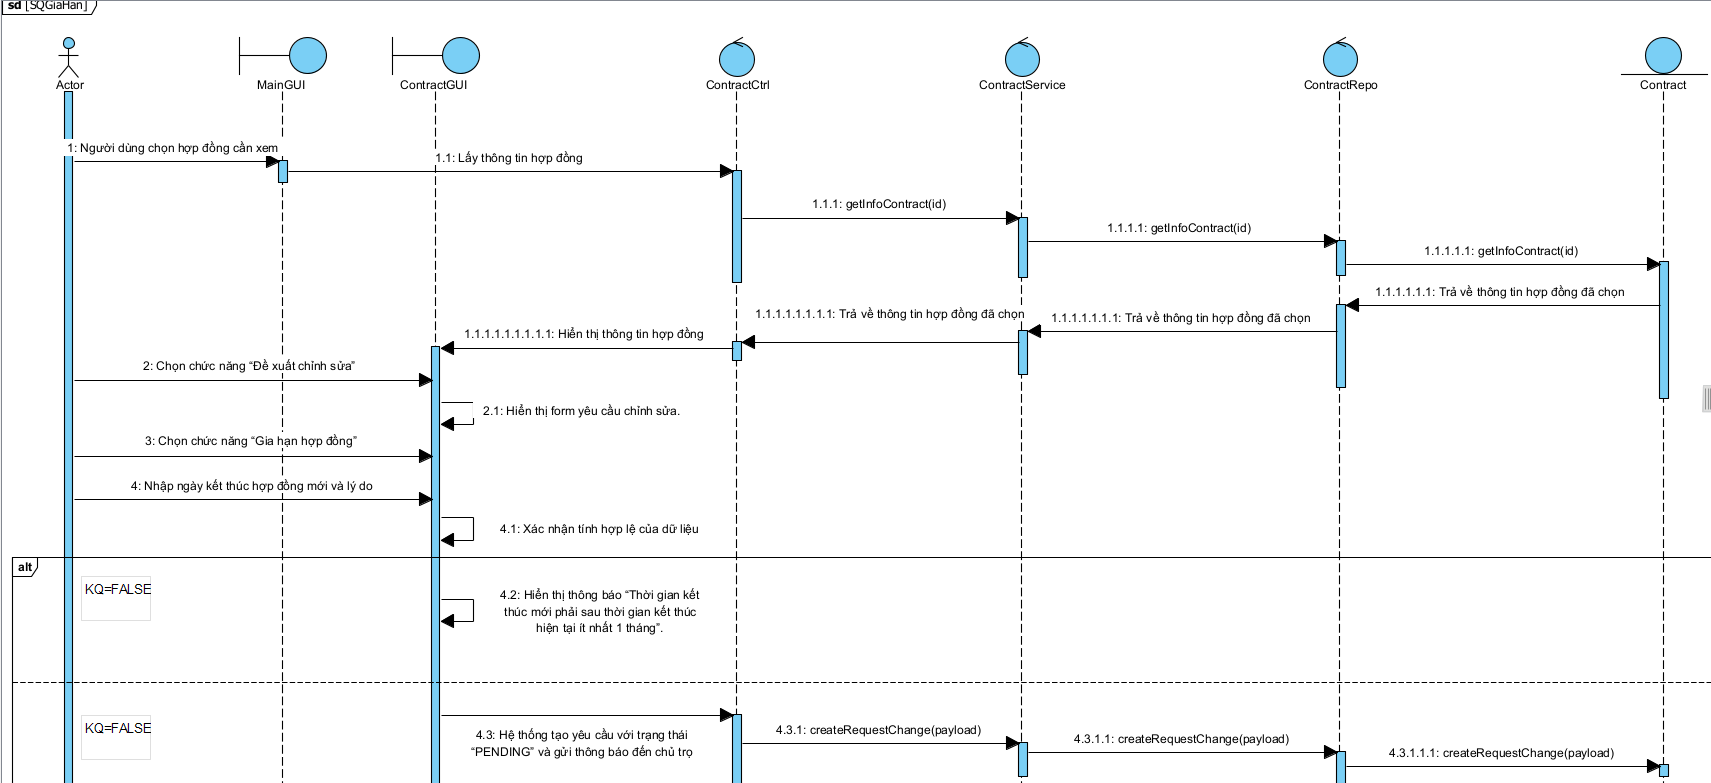 sd [SQGiaHan]
Actor
MainGUI
ContractGUI
ContractCtrl
ContractService
ContractRepo
Contract
1: Người dùng chọn hợp đồng cần xem
1.1: Lấy thông tin hợp đồng
1.1.1: getInfoContract(id)
1.1.1.1: getInfoContract(id)
1.1.1.1.1: getInfoContract(id)
1.1.1.1.1.1: Trả về thông tin hợp đồng đã chọn
1.1.1.1.1.1.1: Trả về thông tin hợp đồng đã chọn
1.1.1.1.1.1.1.1: Trả về thông tin hợp đồng đã chọn
1.1.1.1.1.1.1.1.1: Hiển thị thông tin hợp đồng
2: Chọn chức năng “Đề xuất chỉnh sửa”
2.1: Hiển thị form yêu cầu chỉnh sửa.
3: Chọn chức năng “Gia hạn hợp đồng”
4: Nhập ngày kết thúc hợp đồng mới và lý do
4.1: Xác nhận tính hợp lệ của dữ liệu
alt
KQ=FALSE
4.2: Hiển thị thông báo “Thời gian kết
thúc mới phải sau thời gian kết thúc
hiện tại ít nhất 1 tháng”.
KQ=FALSE
4.3: Hệ thống tạo yêu cầu với trạng thái
“PENDING” và gửi thông báo đến chủ trọ
4.3.1: createRequestChange(payload)
4.3.1.1: createRequestChange(payload)
4.3.1.1.1: createRequestChange(payload)